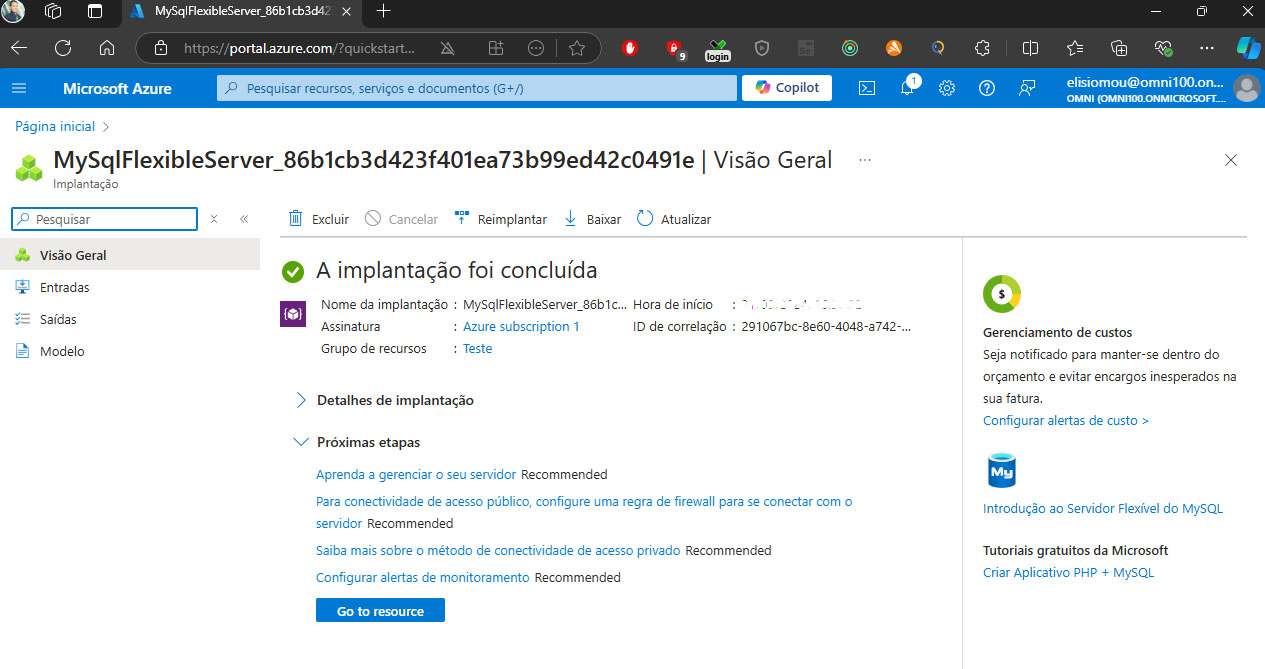 MySqlFlexibleServer_86b1cb3d42
https://portal.azure.com/?quickstart...
9
login
Microsoft Azure
Pesquisar recursos, serviços e documentos (G+/)
Copilot
1
elisiomou@omni100.on...
OMNI (OMNI100.ONMICROSOFT....
Página inicial
MySqlFlexibleServer_86b1cb3d423f401ea73b99ed42c0491e | Visão Geral ...
Implantação
Pesquisar
Excluir Cancelar Reimplantar Baixar Atualizar
Visão Geral
Entradas
Saídas
Modelo
A implantação foi concluída
Nome da implantação : MySqlFlexibleServer_86b1c... Hora de início :
Assinatura : Azure subscription 1 ID de correlação : 291067bc-8e60-4048-a742-...
Grupo de recursos : Teste
Detalhes de implantação
Próximas etapas
Aprenda a gerenciar o seu servidor Recommended
Para conectividade de acesso público, configure uma regra de firewall para se conectar com o
servidor Recommended
Saiba mais sobre o método de conectividade de acesso privado Recommended
Configurar alertas de monitoramento Recommended
Go to resource
$
Gerenciamento de custos
Seja notificado para manter-se dentro do
orçamento e evitar encargos inesperados na
sua fatura.
Configurar alertas de custo >
My
Introdução ao Servidor Flexível do MySQL
Tutoriais gratuitos da Microsoft
Criar Aplicativo PHP + MySQL